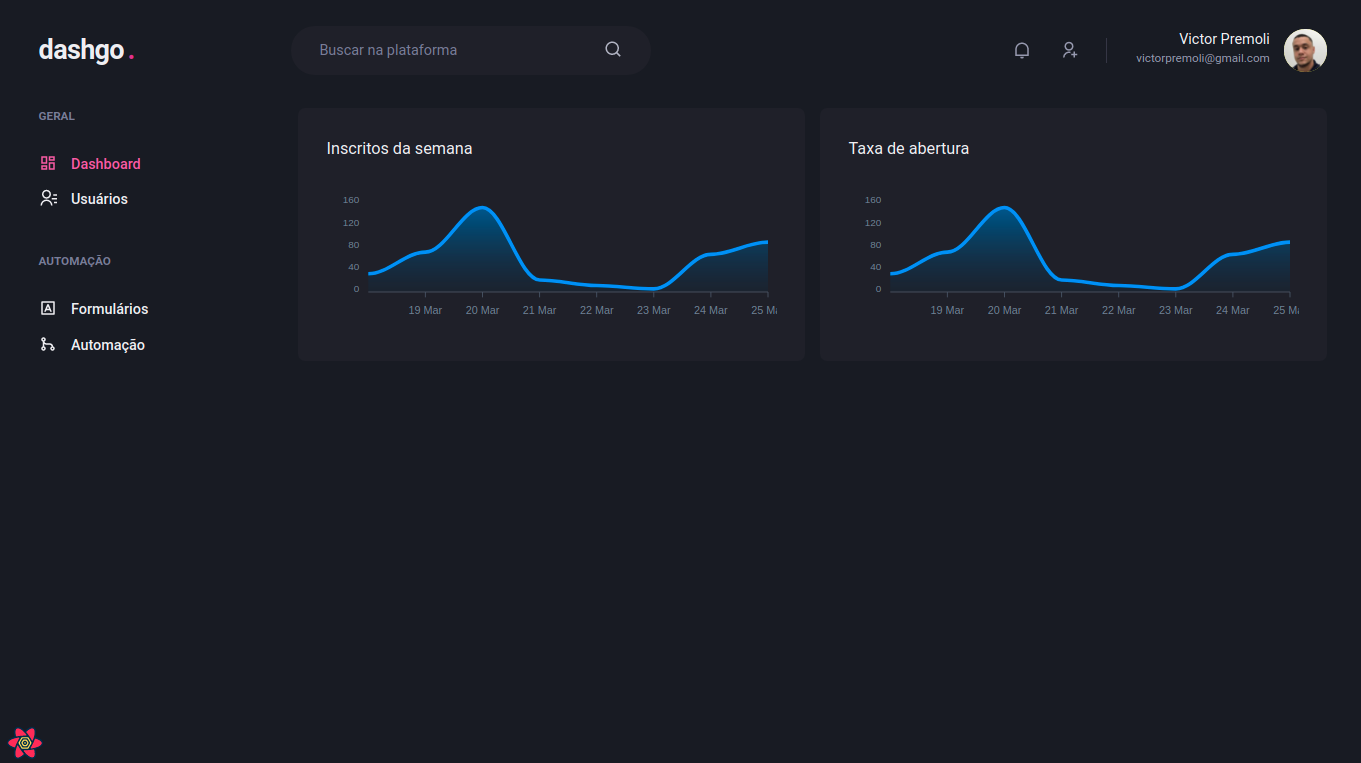 dashgo.
Buscar na plataforma
Victor Premoli
victorpremoli@gmail.com
GERAL
Dashboard
Usuários
AUTOMAÇÃO
Formulários
Automação
Inscritos da semana
160
120
80
40
0
19 Mar 20 Mar 21 Mar 22 Mar 23 Mar 24 Mar 25 Ma
Taxa de abertura
160
120
80
40
0
19 Mar 20 Mar 21 Mar 22 Mar 23 Mar 24 Mar 25 Ma